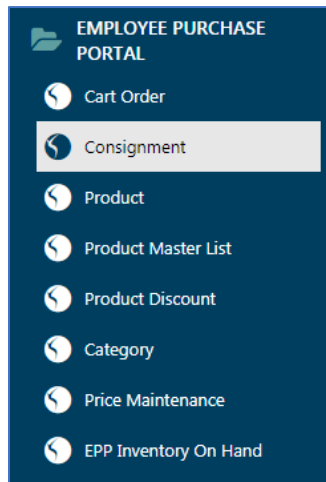 EMPLOYEE PURCHASE
PORTAL
Cart Order
Consignment
Product
Product Master List
Product Discount
Category
Price Maintenance
EPP Inventory On Hand